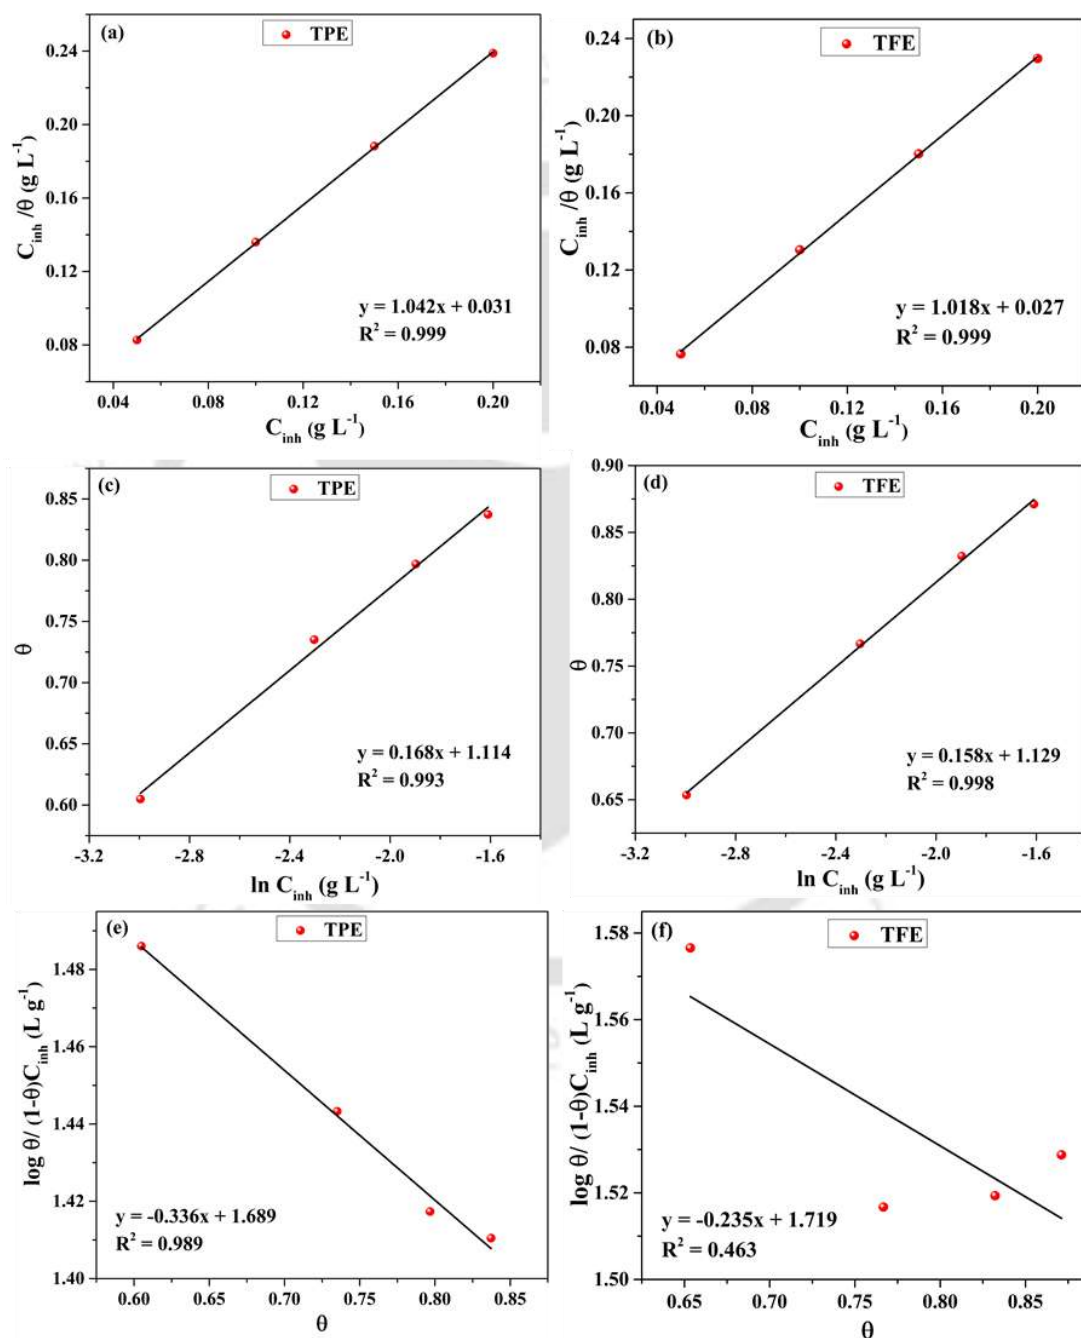 (a)
TPE
0.24
0.20
0.16
0.12
0.08
C_inh /θ (g L⁻¹)
y = 1.042x + 0.031
R² = 0.999
0.04 0.08 0.12 0.16 0.20
C_inh (g L⁻¹)
(b)
TFE
0.24
0.20
0.16
0.12
0.08
C_inh /θ (g L⁻¹)
y = 1.018x + 0.027
R² = 0.999
0.04 0.08 0.12 0.16 0.20
C_inh (g L⁻¹)
(c)
TPE
0.85
0.80
0.75
0.70
0.65
0.60
θ
y = 0.168x + 1.114
R² = 0.993
-3.2 -2.8 -2.4 -2.0 -1.6
ln C_inh (g L⁻¹)
(d)
TFE
0.90
0.85
0.80
0.75
0.70
0.65
θ
y = 0.158x + 1.129
R² = 0.998
-3.2 -2.8 -2.4 -2.0 -1.6
ln C_inh (g L⁻¹)
(e)
TPE
1.48
1.46
1.44
1.42
1.40
log θ/ (1-θ)C_inh (L g⁻¹)
y = -0.336x + 1.689
R² = 0.989
0.60 0.65 0.70 0.75 0.80 0.85
θ
(f)
TFE
1.58
1.56
1.54
1.52
1.50
log θ/ (1-θ)C_inh (L g⁻¹)
y = -0.235x + 1.719
R² = 0.463
0.65 0.70 0.75 0.80 0.85
θ